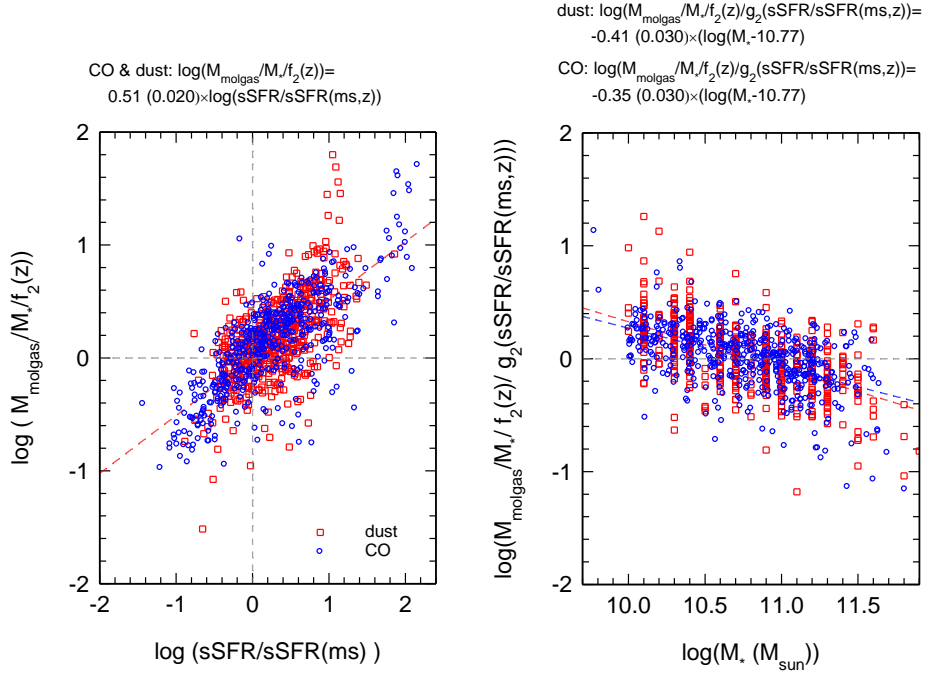 dust: log(M_molgas/M_*/f_2(z)/g_2(sSFR/sSFR(ms,z))=
-0.41 (0.030)×(log(M_*-10.77)
CO & dust: log(M_molgas/M_*/f_2(z))=
0.51 (0.020)×log(sSFR/sSFR(ms,z))
CO: log(M_molgas/M_*/f_2(z)/g_2(sSFR/sSFR(ms,z))=
-0.35 (0.030)×(log(M_*-10.77)
log ( M_molgas/M_*/f_2(z))
2
1
0
-1
-2
-2
-1
0
1
2
dust
CO
log (sSFR/sSFR(ms) )
log(M_molgas/M_*/ f_2(z)/ g_2(sSFR/sSFR(ms,z)))
2
1
0
-1
-2
10.0
10.5
11.0
11.5
log(M_* (M_sun))